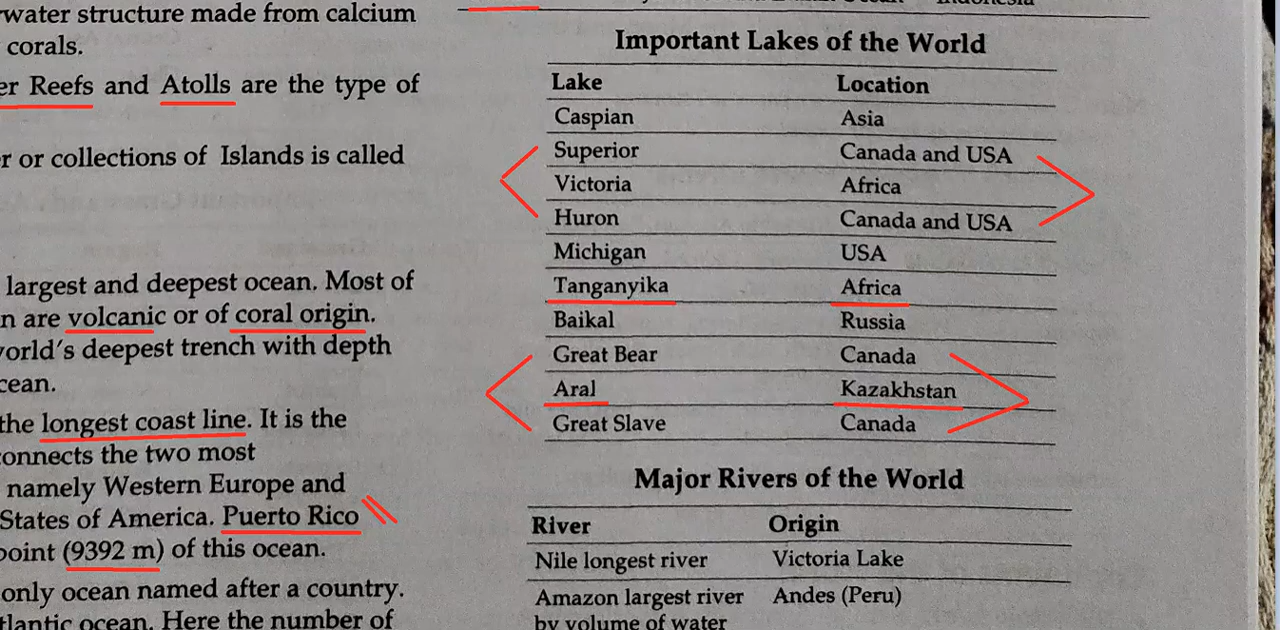 water structure made from calcium
corals.
Reefs and Atolls are the type of
or collections of Islands is called
largest and deepest ocean. Most of
are volcanic or of coral origin.
world's deepest trench with depth
the longest coast line. It is the
connects the two most
namely Western Europe and
States of America. Puerto Rico
point (9392 m) of this ocean.
only ocean named after a country.
Atlantic ocean. Here the number of
Important Lakes of the World
Lake Location
Caspian Asia
Superior Canada and USA
Victoria Africa
Huron Canada and USA
Michigan USA
Tanganyika Africa
Baikal Russia
Great Bear Canada
Aral Kazakhstan
Great Slave Canada
Major Rivers of the World
River Origin
Nile longest river Victoria Lake
Amazon largest river Andes (Peru)
by volume of water